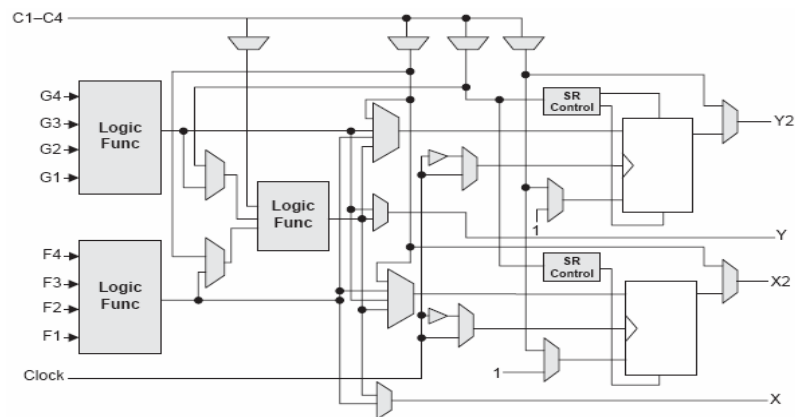 C1–C4
G4
G3
G2
G1
Logic
Func
SR
Control
Y2
Logic
Func
1
Y
F4
F3
F2
F1
Logic
Func
SR
Control
X2
1
Clock
X